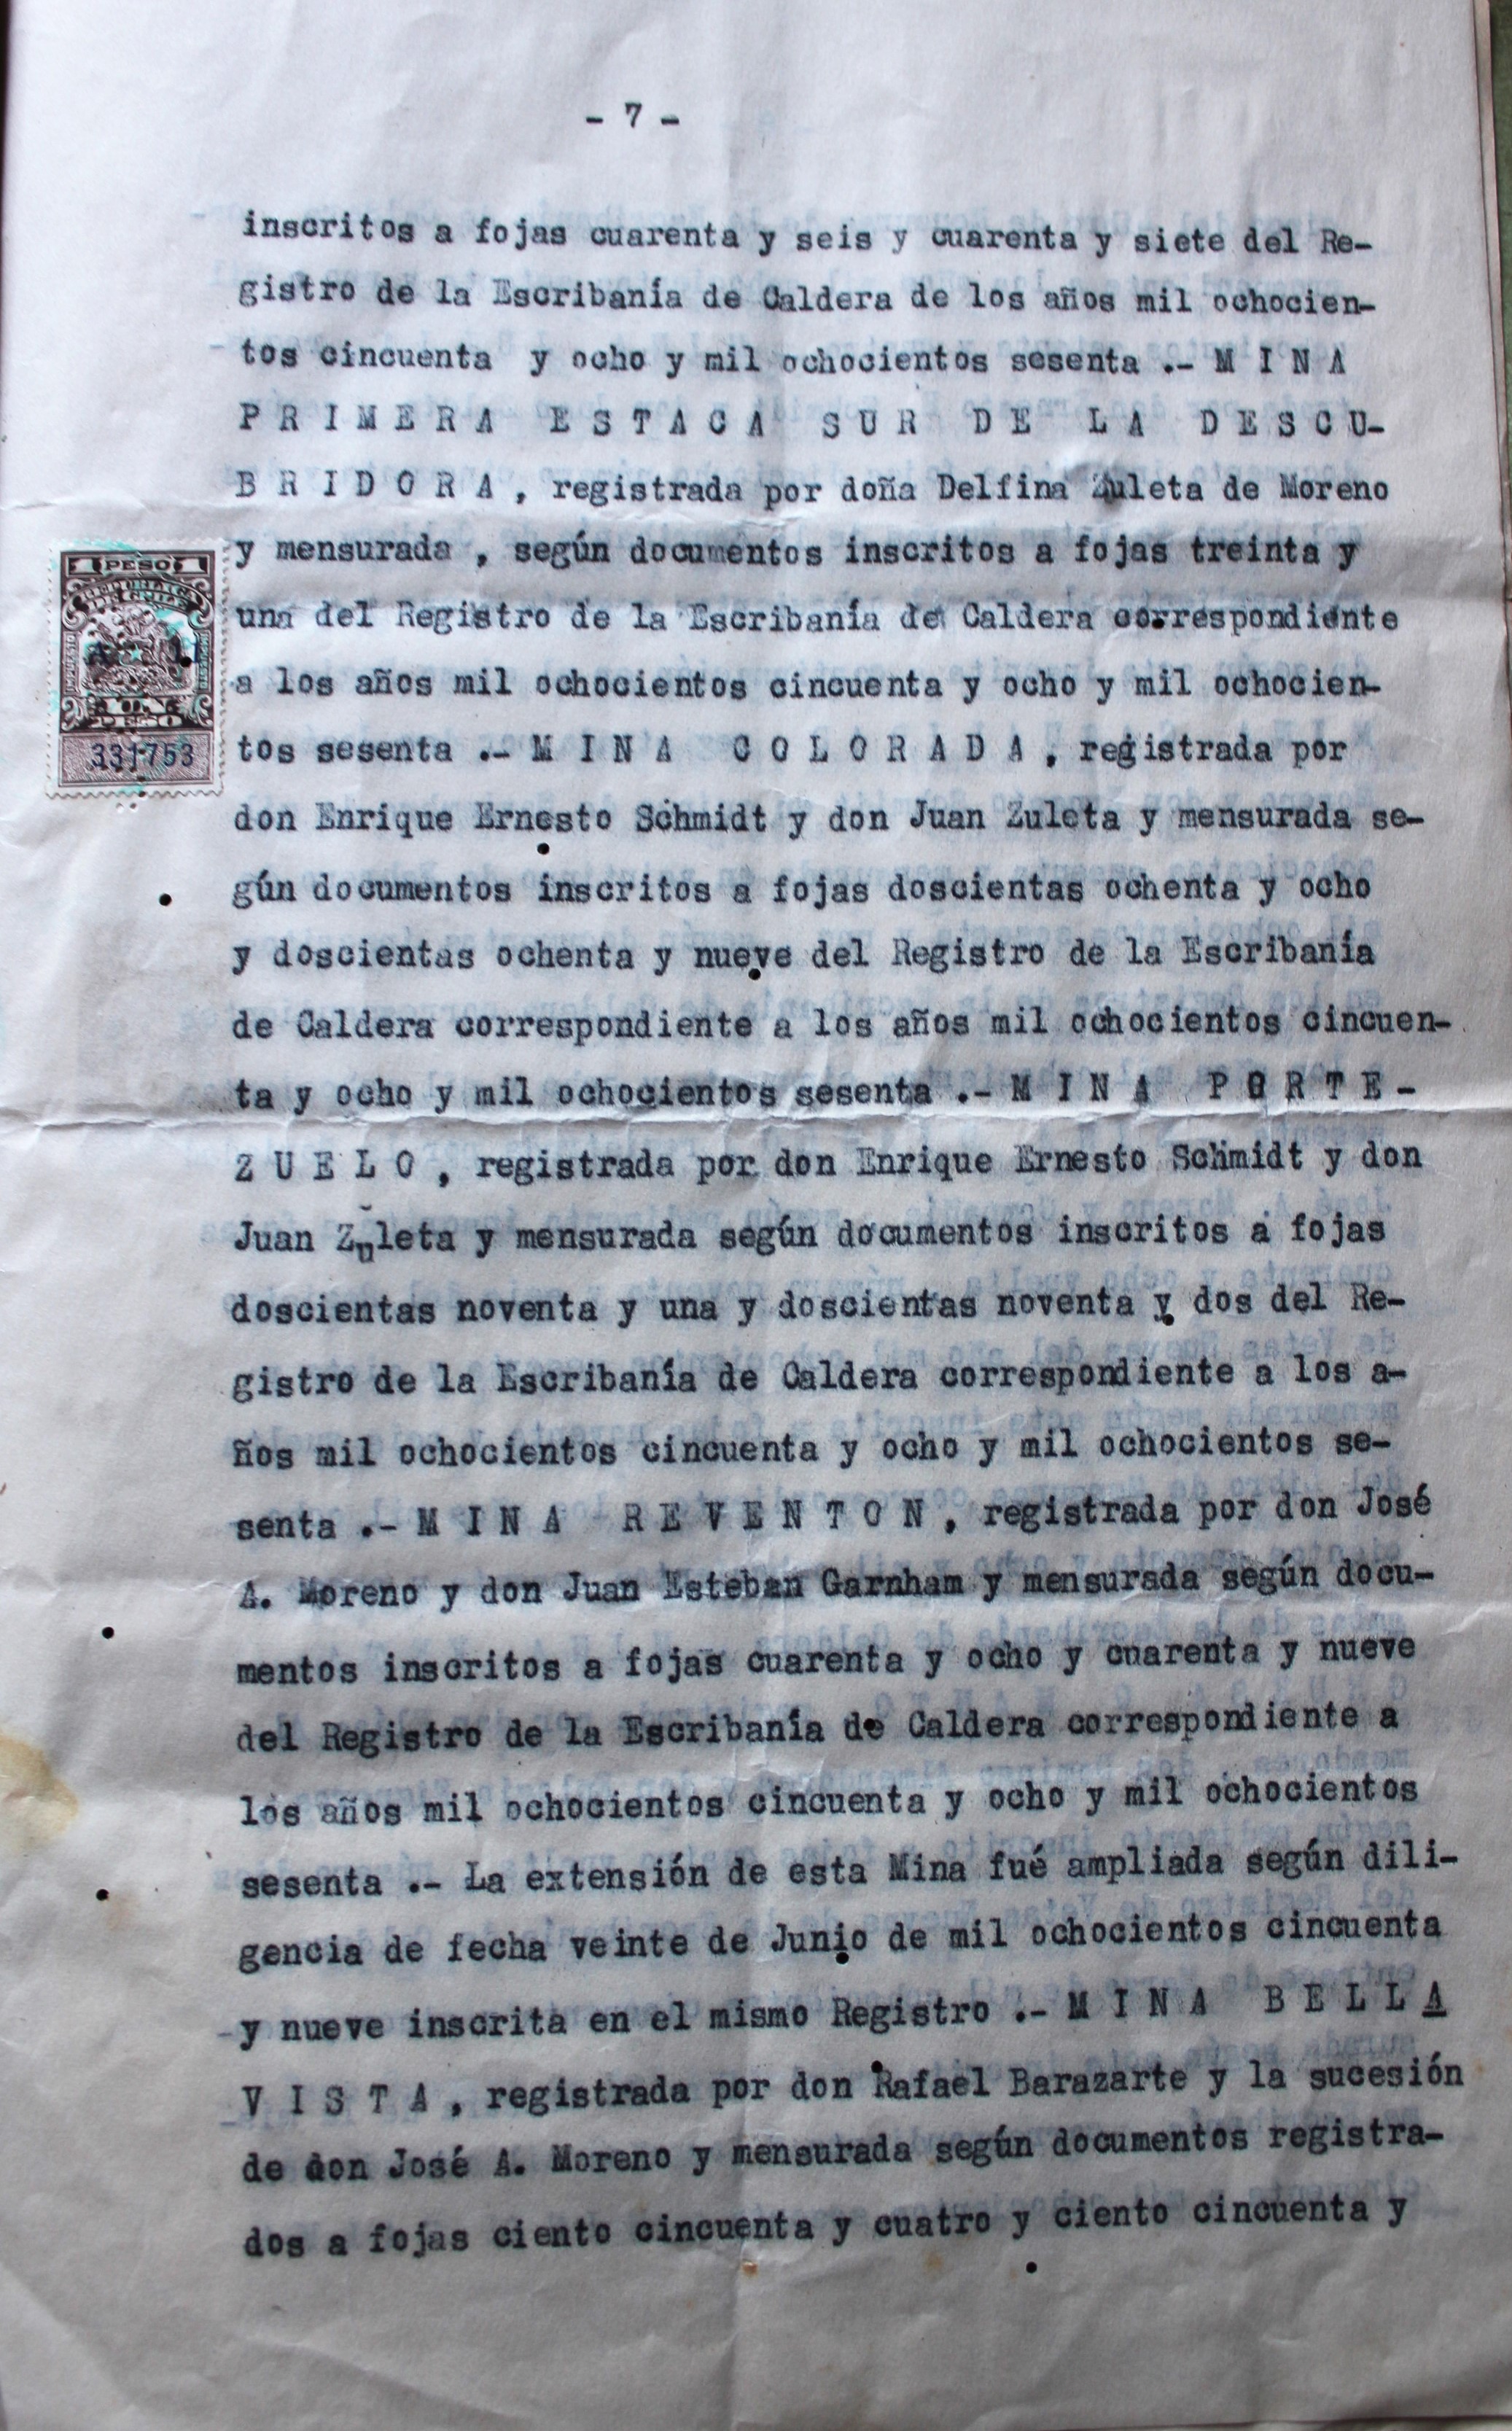 - 7 -
inscritos a fojas cuarenta y seis y cuarenta y siete del Re-
gistro de la Escribanía de Caldera de los años mil ochocien-
tos cincuenta y ocho y mil ochocientos sesenta .- M I N A
P R I M E R A E S T A C A S U R D E L A D E S C U-
B R I D O R A , registrada por doña Delfina Zuleta de Moreno
y mensurada , según documentos inscritos a fojas treinta y
una del Registro de la Escribanía de Caldera correspondiente
a los años mil ochocientos cincuenta y ocho y mil ochocien-
tos sesenta .- M I N A C O L O R A D A , registrada por
don Enrique Ernesto Schmidt y don Juan Zuleta y mensurada se-
gún documentos inscritos a fojas doscientas ochenta y ocho
y doscientas ochenta y nueve del Registro de la Escribanía
de Caldera correspondiente a los años mil ochocientos cincuen-
ta y ocho y mil ochocientos sesenta .- M I N A P O R T E -
Z U E L O , registrada por don Enrique Ernesto Schmidt y don
Juan Zuleta y mensurada según documentos inscritos a fojas
doscientas noventa y una y doscientas noventa y dos del Re-
gistro de la Escribanía de Caldera correspondiente a los a-
ños mil ochocientos cincuenta y ocho y mil ochocientos se-
senta .- M I N A R E V E N T O N , registrada por don José
A. Moreno y don Juan Esteban Garnham y mensurada según docu-
mentos inscritos a fojas cuarenta y ocho y cuarenta y nueve
del Registro de la Escribanía de Caldera correspondiente a
los años mil ochocientos cincuenta y ocho y mil ochocientos
sesenta .- La extensión de esta Mina fué ampliada según dili-
gencia de fecha veinte de Junio de mil ochocientos cincuenta
y nueve inscrita en el mismo Registro .- M I N A B E L L A
V I S T A , registrada por don Rafael Barazarte y la sucesión
de don José A. Moreno y mensurada según documentos registra-
dos a fojas ciento cincuenta y cuatro y ciento cincuenta y
1 PESO 1
REPUBLICA
DE CHILE
UN
PESO
331753